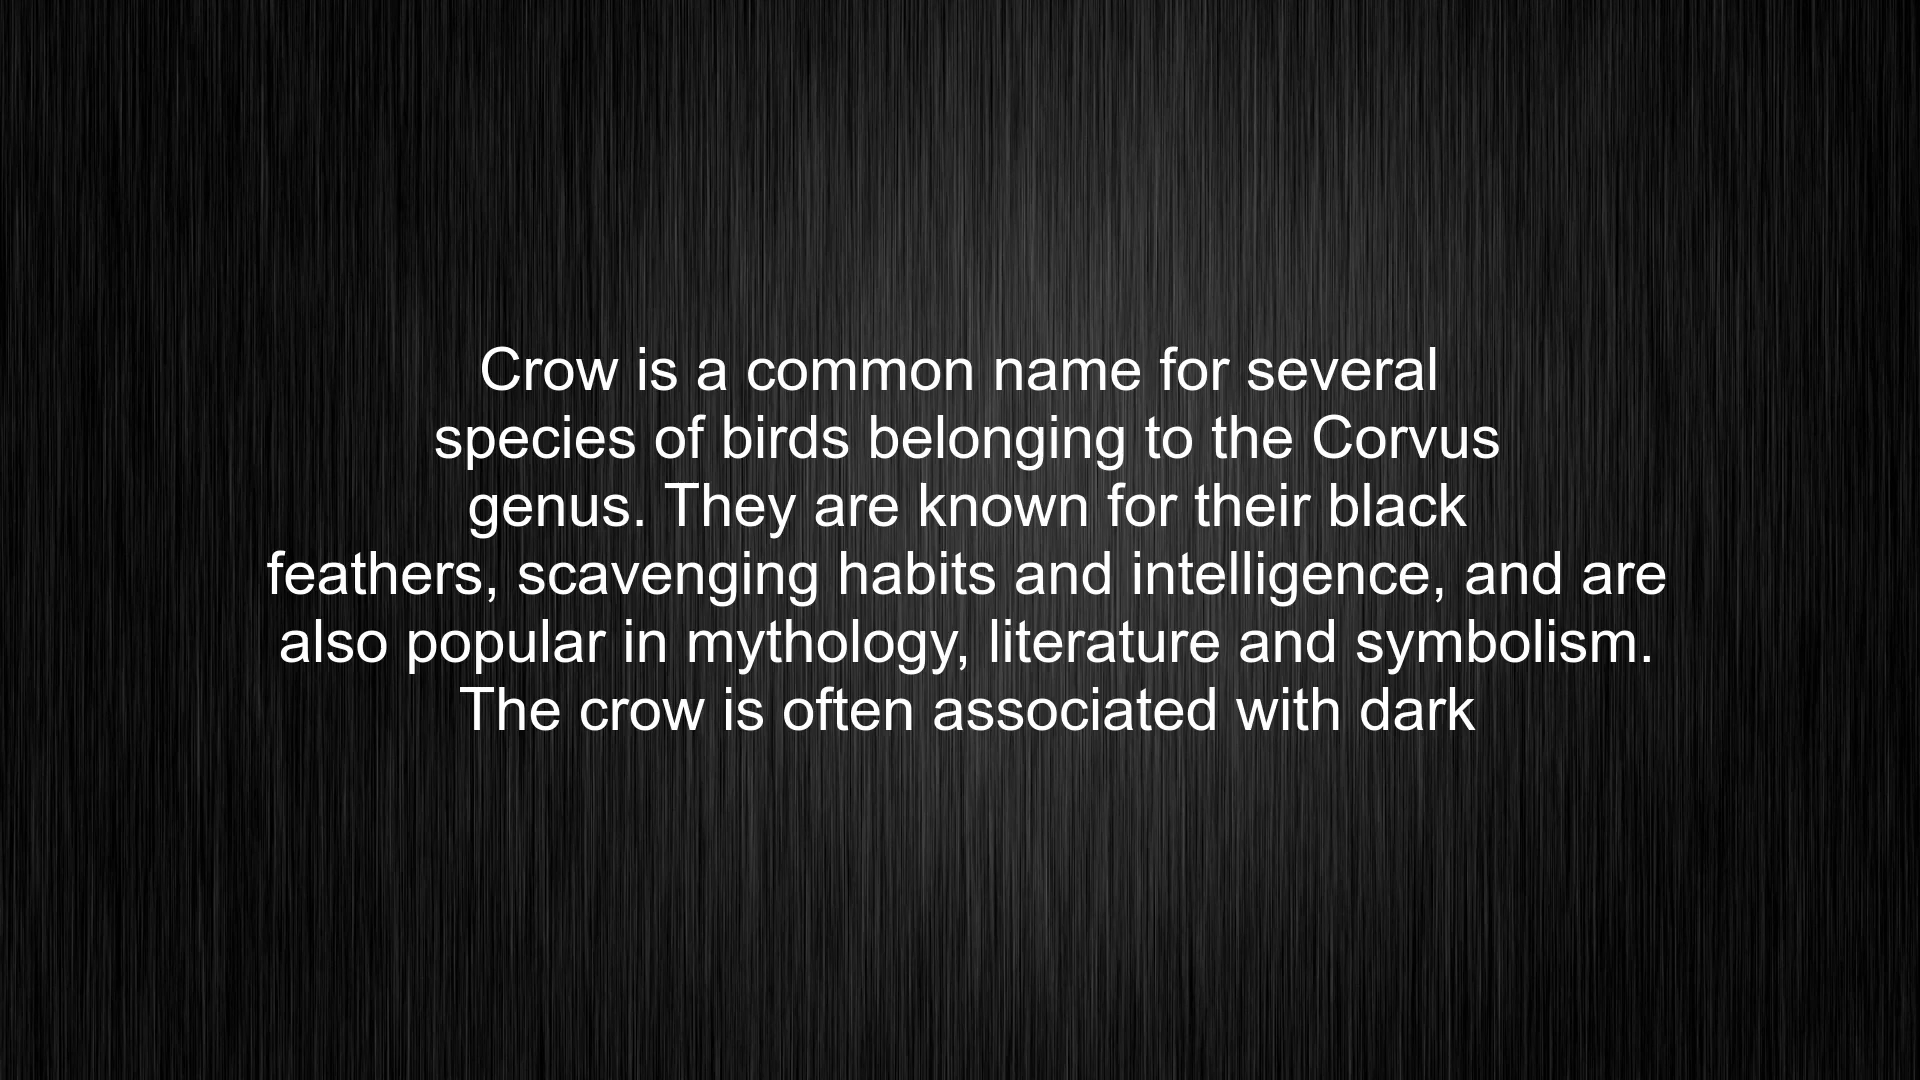 Crow is a common name for several
species of birds belonging to the Corvus
genus. They are known for their black
feathers, scavenging habits and intelligence, and are
also popular in mythology, literature and symbolism.
The crow is often associated with dark